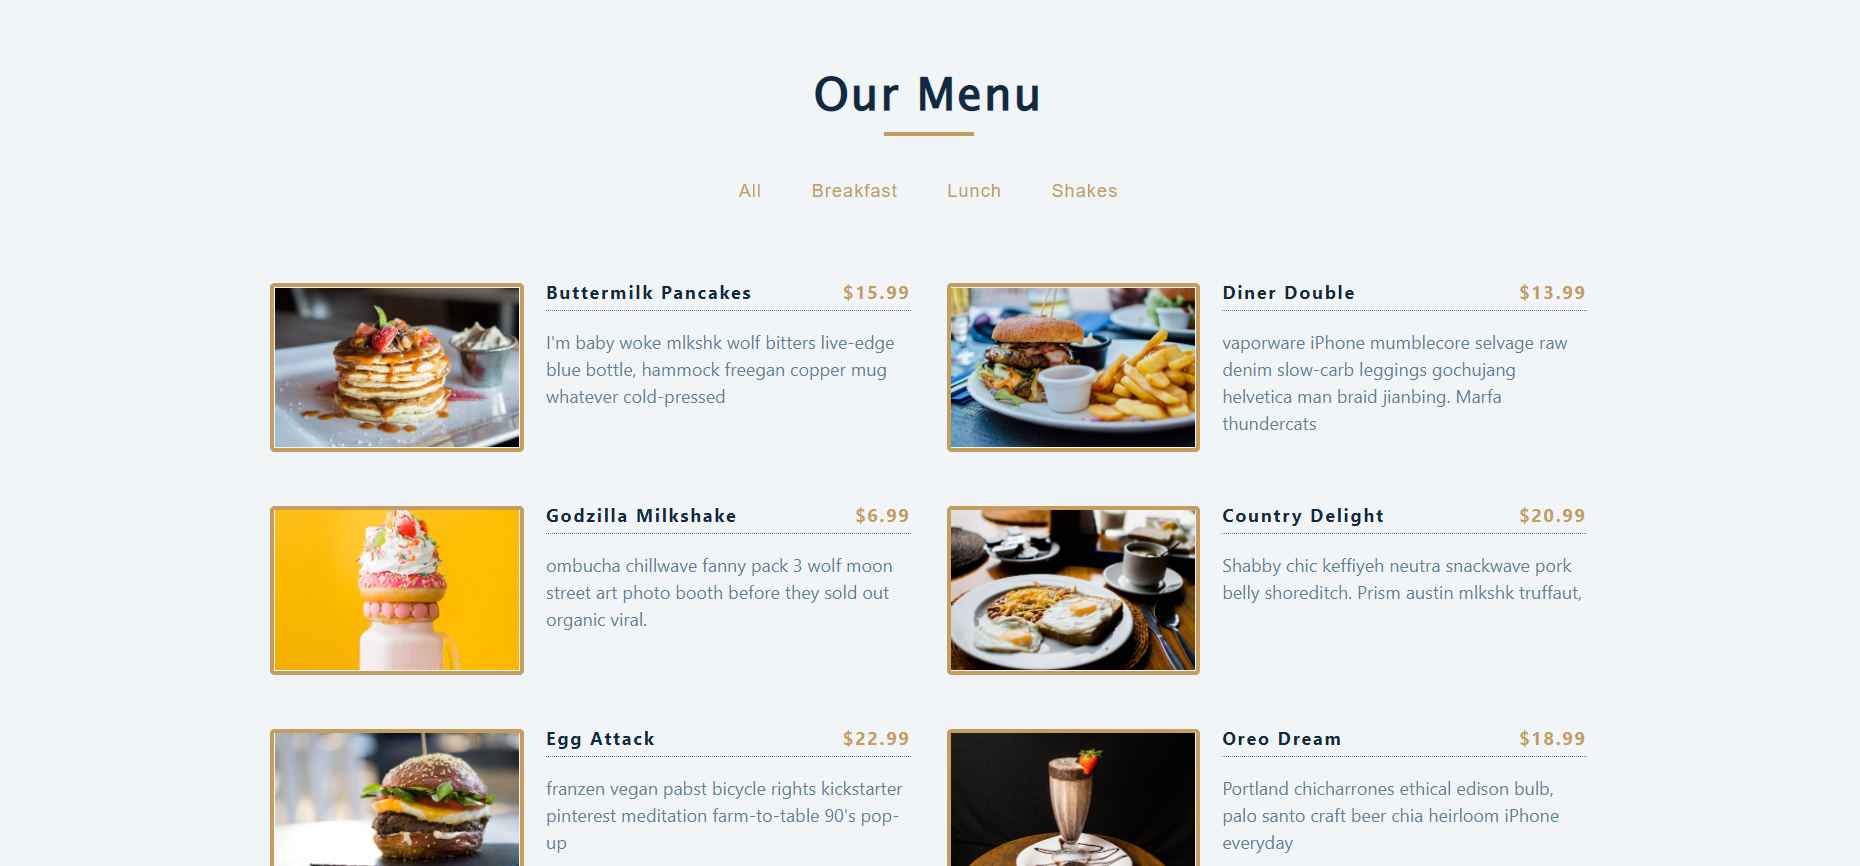 Our Menu
All Breakfast Lunch Shakes
Buttermilk Pancakes $15.99
I'm baby woke mlkshk wolf bitters live-edge
blue bottle, hammock freegan copper mug
whatever cold-pressed
Diner Double $13.99
vaporware iPhone mumblecore selvage raw
denim slow-carb leggings gochujang
helvetica man braid jianbing. Marfa
thundercats
Godzilla Milkshake $6.99
ombucha chillwave fanny pack 3 wolf moon
street art photo booth before they sold out
organic viral.
Country Delight $20.99
Shabby chic keffiyeh neutra snackwave pork
belly shoreditch. Prism austin mlkshk truffaut,
Egg Attack $22.99
franzen vegan pabst bicycle rights kickstarter
pinterest meditation farm-to-table 90's pop-
up
Oreo Dream $18.99
Portland chicharrones ethical edison bulb,
palo santo craft beer chia heirloom iPhone
everyday